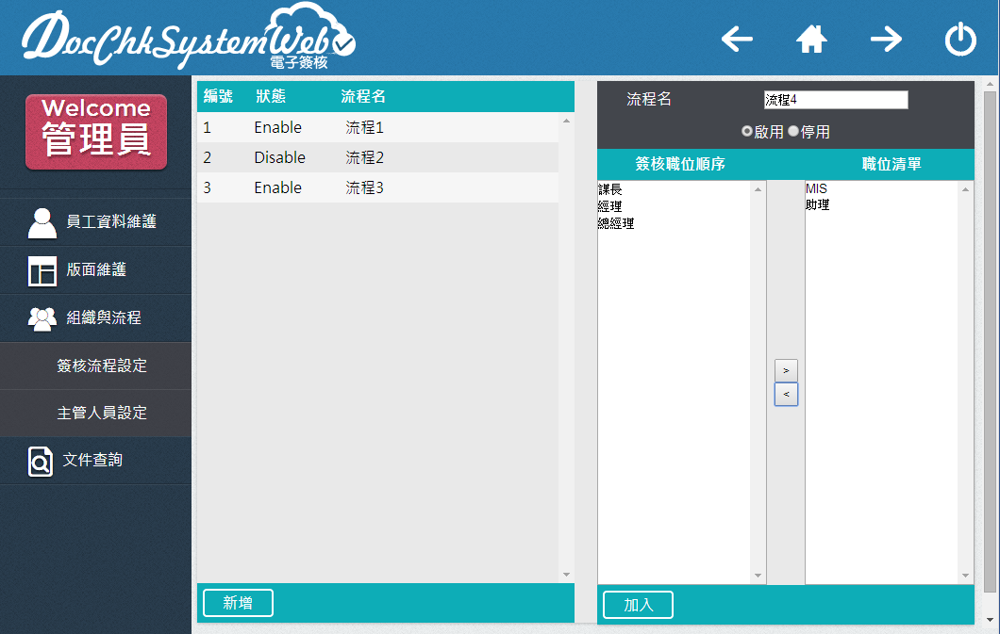 DocChkSystemWeb
電子簽核
Welcome
管理員
員工資料維護
版面維護
組織與流程
簽核流程設定
主管人員設定
文件查詢
編號 狀態 流程名
1 Enable 流程1
2 Disable 流程2
3 Enable 流程3
新增
流程名 流程4
啟用 停用
簽核職位順序 職位清單
課長
經理
總經理
MIS
助理
>
<
加入